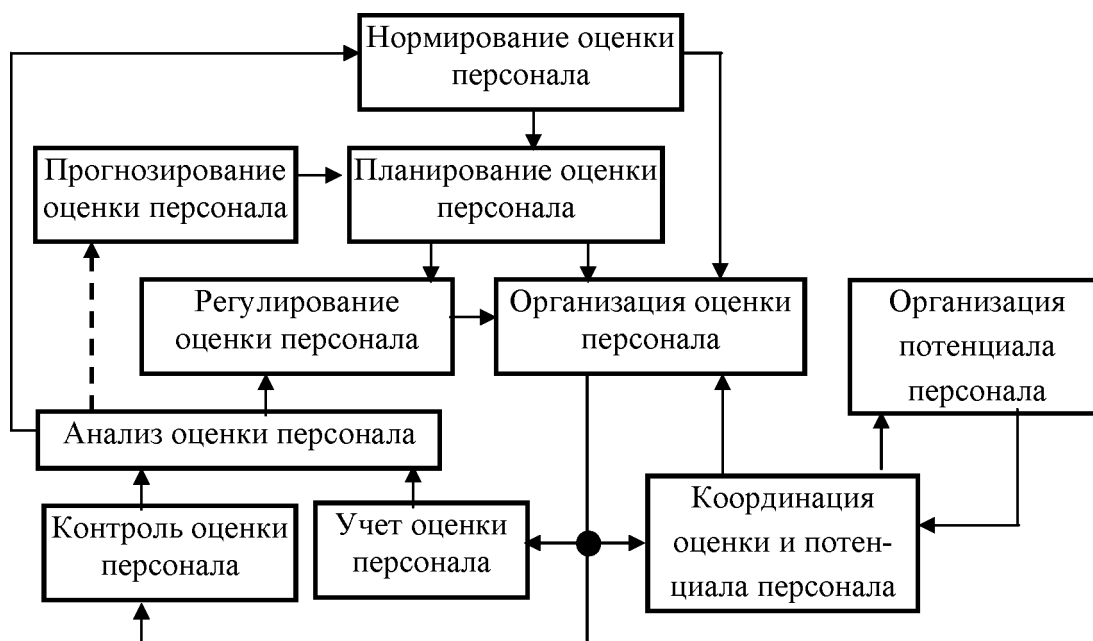 Нормирование оценки
персонала
Прогнозирование
оценки персонала
Планирование оценки
персонала
Регулирование
оценки персонала
Организация оценки
персонала
Организация
потенциала
персонала
Анализ оценки персонала
Контроль оценки
персонала
Учет оценки
персонала
Координация
оценки и потен-
циала персонала